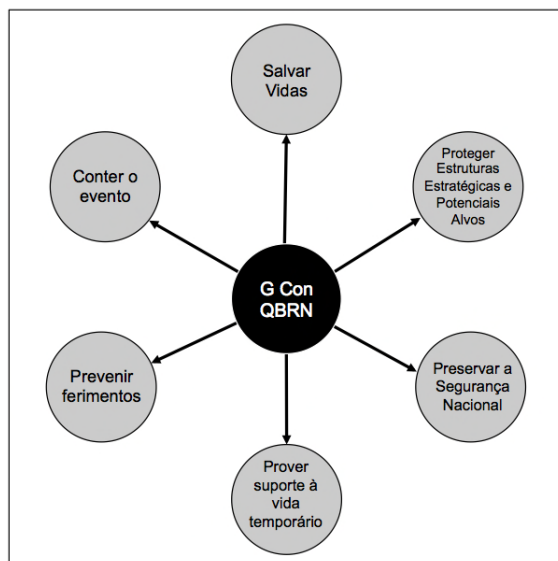 Salvar
Vidas
Conter o
evento
Proteger
Estruturas
Estratégicas e
Potenciais
Alvos
G Con
QBRN
Prevenir
ferimentos
Preservar a
Segurança
Nacional
Prover
suporte à
vida
temporário